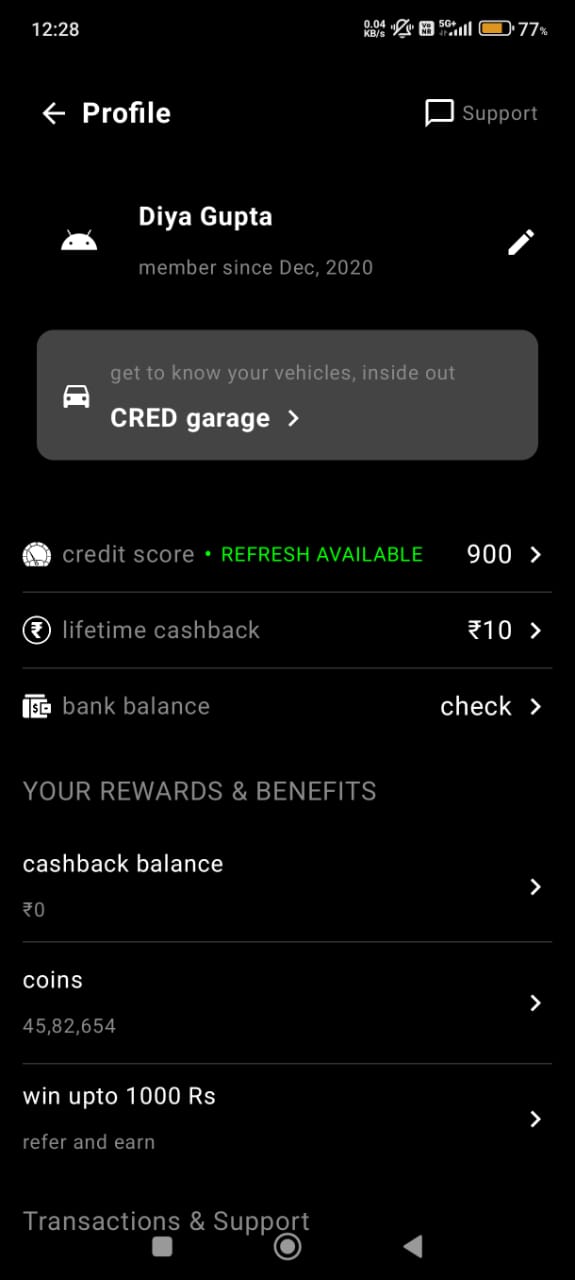 12:28
0.04 KB/s Vo NR 5G+ 77%
Profile
Support
Diya Gupta
member since Dec, 2020
get to know your vehicles, inside out
CRED garage
credit score • REFRESH AVAILABLE 900
lifetime cashback ₹10
bank balance check
YOUR REWARDS & BENEFITS
cashback balance
₹0
coins
45,82,654
win upto 1000 Rs
refer and earn
Transactions & Support